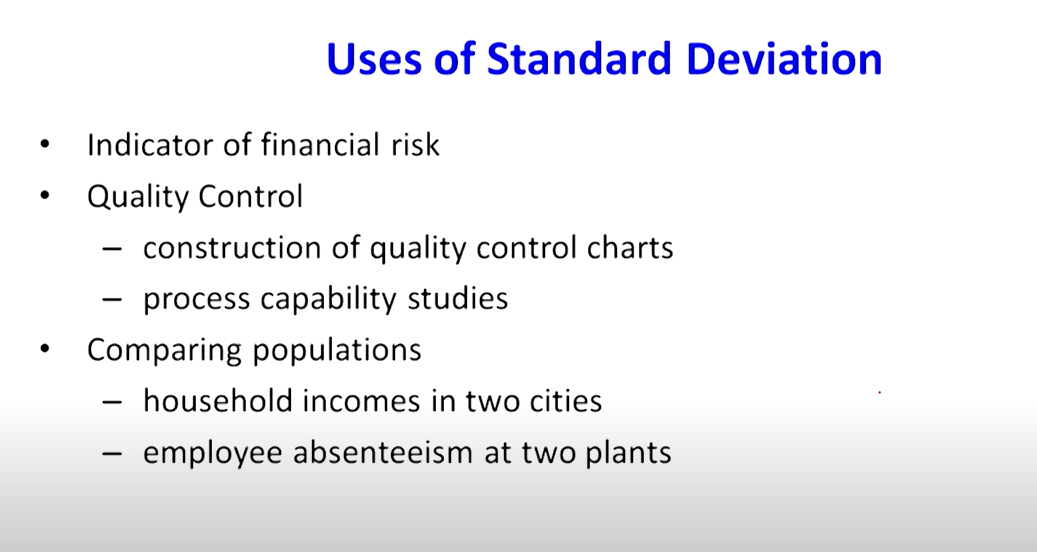 Uses of Standard Deviation
• Indicator of financial risk
• Quality Control
– construction of quality control charts
– process capability studies
• Comparing populations
– household incomes in two cities
– employee absenteeism at two plants